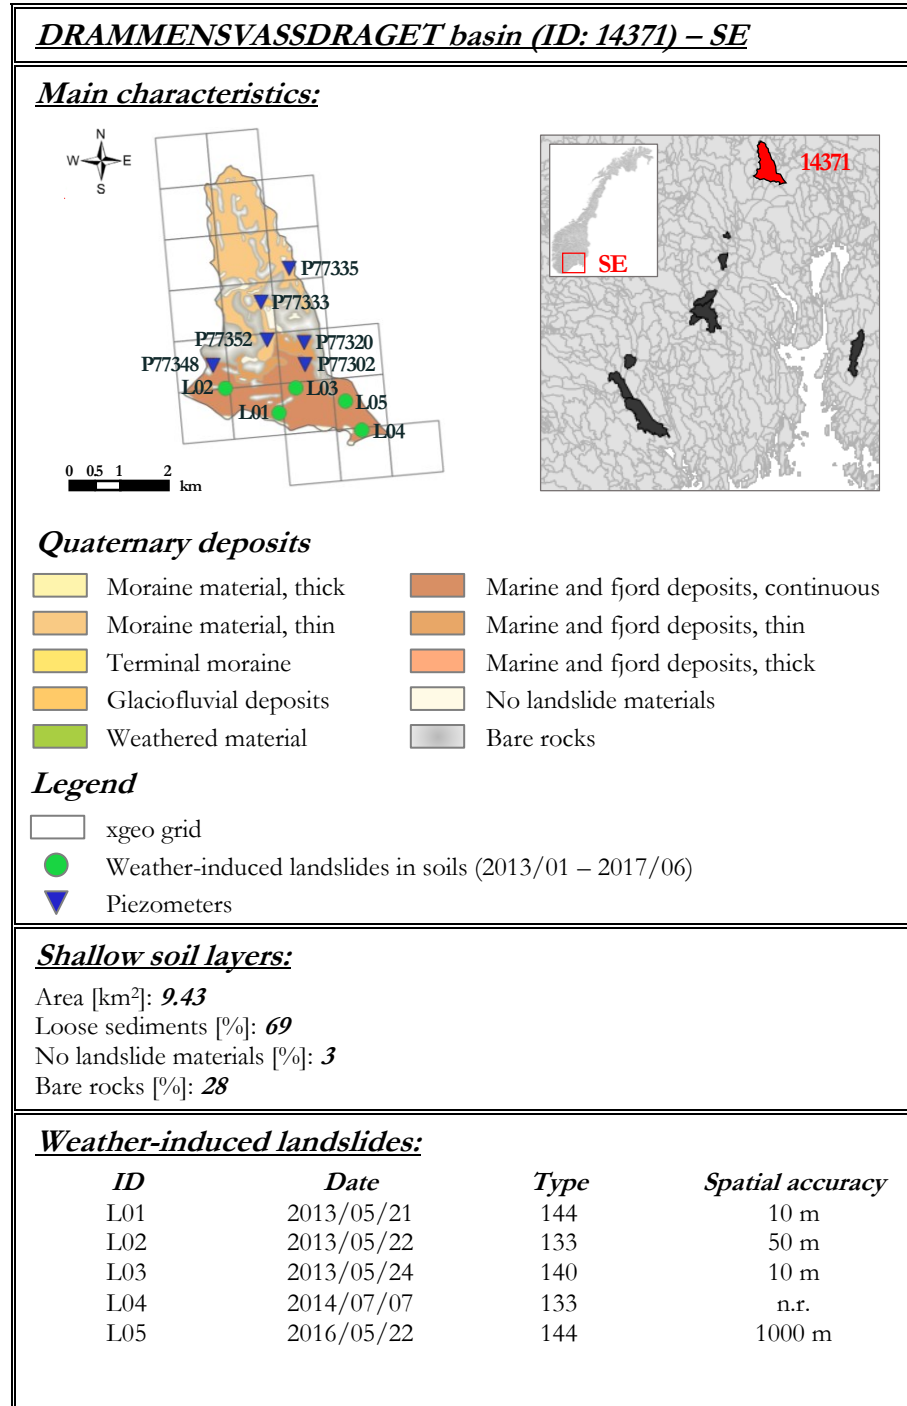 DRAMMENSVASSDRAGET basin (ID: 14371) – SE
Main characteristics:
N
W E
S
14371
SE
P77335
P77333
P77352 P77320
P77348 P77302
L02 L03
L05
L01
L04
0 0.5 1 2
km
Quaternary deposits
Moraine material, thick Marine and fjord deposits, continuous
Moraine material, thin Marine and fjord deposits, thin
Terminal moraine Marine and fjord deposits, thick
Glaciofluvial deposits No landslide materials
Weathered material Bare rocks
Legend
xgeo grid
Weather-induced landslides in soils (2013/01 – 2017/06)
Piezometers
Shallow soil layers:
Area [km²]: 9.43
Loose sediments [%]: 69
No landslide materials [%]: 3
Bare rocks [%]: 28
Weather-induced landslides:
ID Date Type Spatial accuracy
L01 2013/05/21 144 10 m
L02 2013/05/22 133 50 m
L03 2013/05/24 140 10 m
L04 2014/07/07 133 n.r.
L05 2016/05/22 144 1000 m